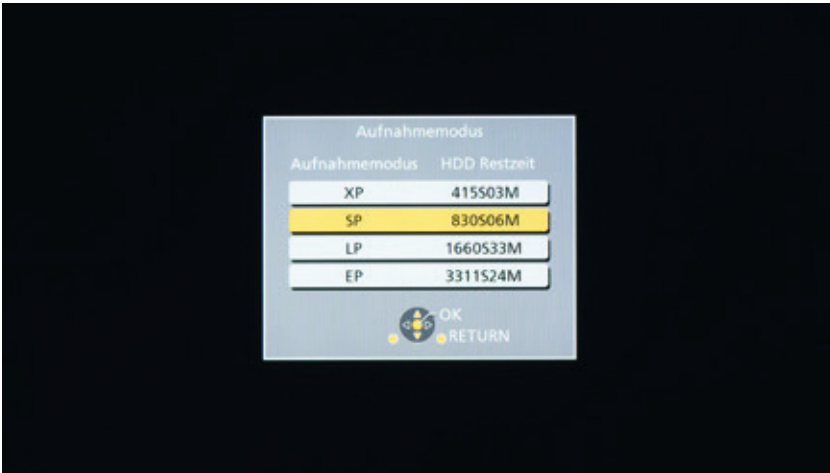 Aufnahmemodus
Aufnahmemodus HDD Restzeit
XP 415S03M
SP 830S06M
LP 1660S33M
EP 3311S24M
OK
RETURN